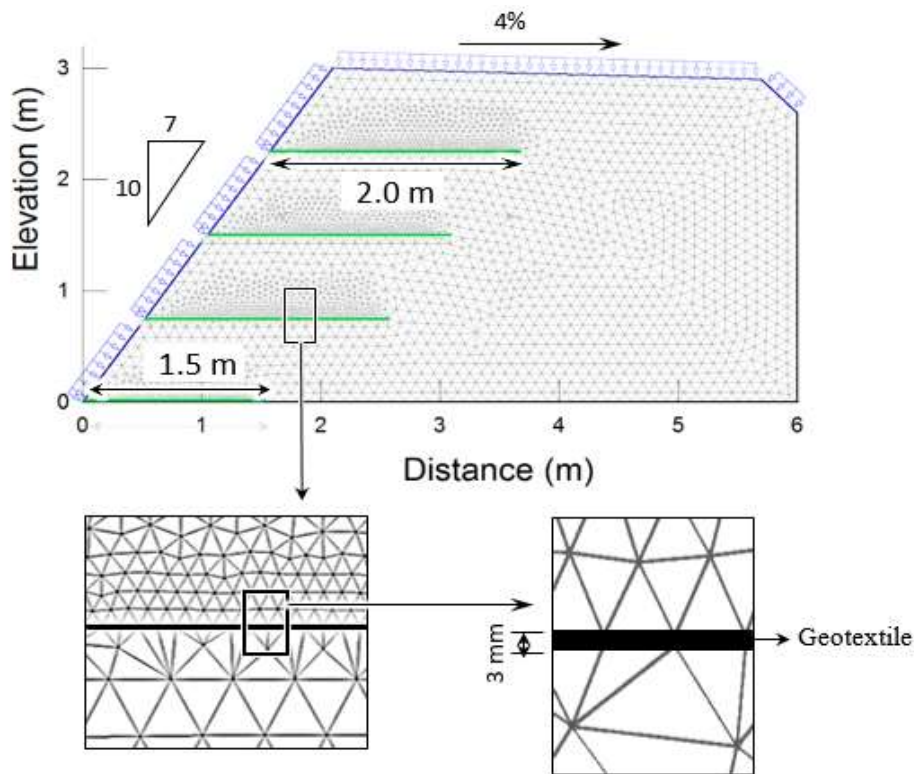 4%
3
7
10
2
2.0 m
Elevation (m)
1
1.5 m
0
0 1 2 3 4 5 6
Distance (m)
3 mm
Geotextile